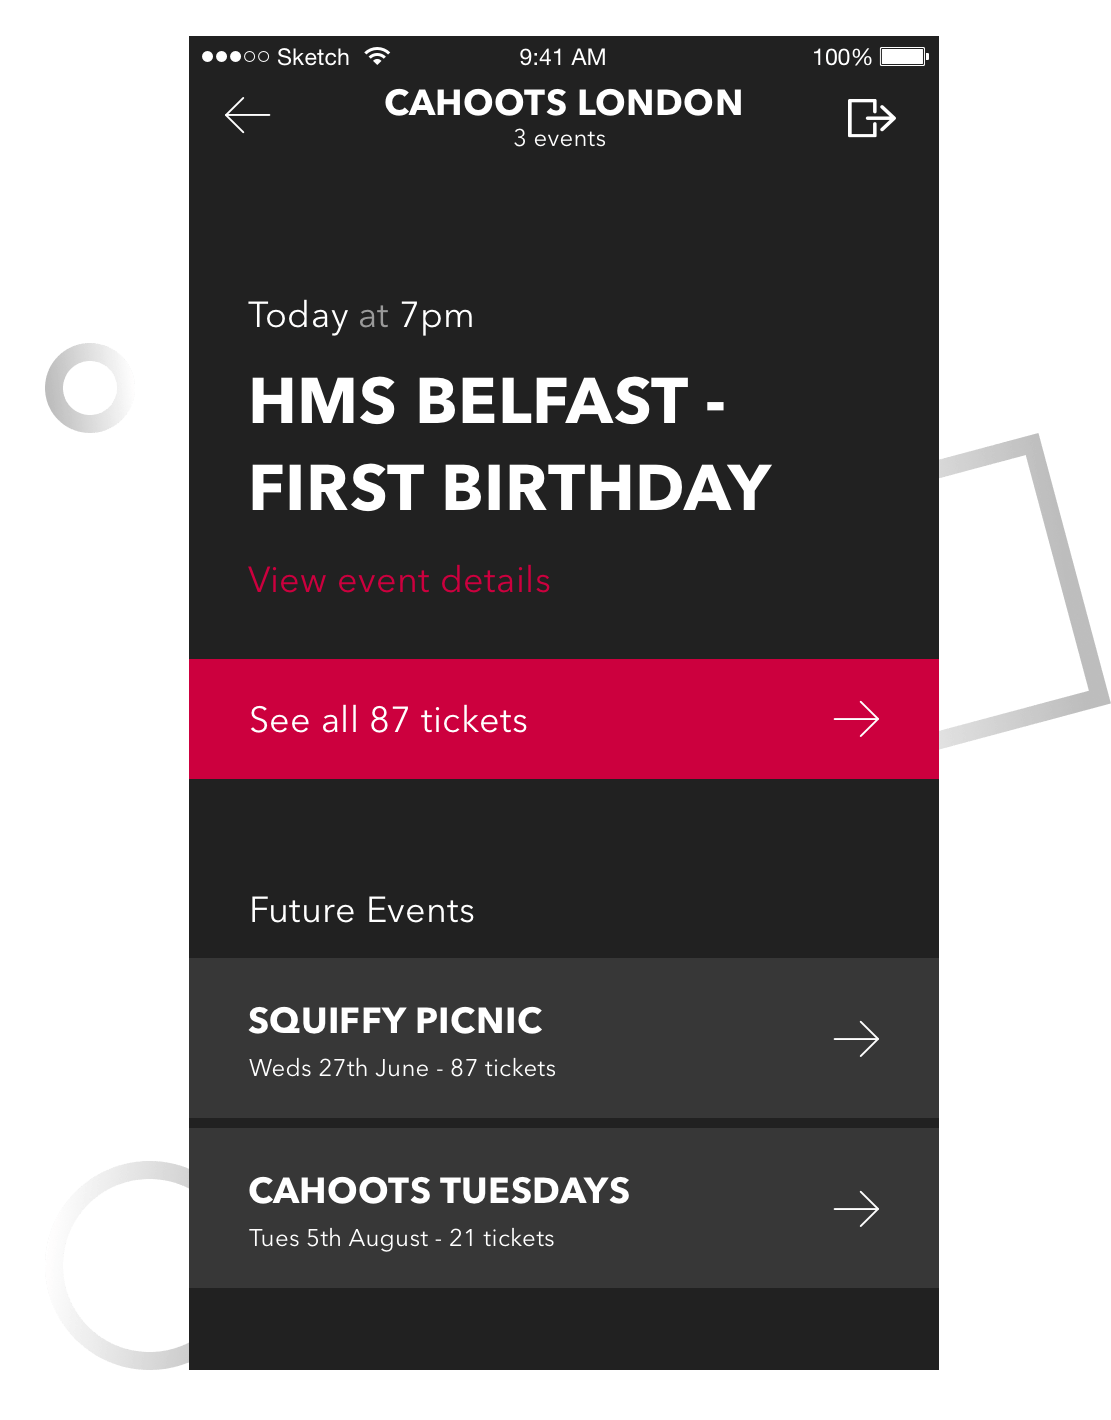 Sketch 9:41 AM 100%
CAHOOTS LONDON
3 events
Today at 7pm
HMS BELFAST -
FIRST BIRTHDAY
View event details
See all 87 tickets
Future Events
SQUIFFY PICNIC
Weds 27th June - 87 tickets
CAHOOTS TUESDAYS
Tues 5th August - 21 tickets